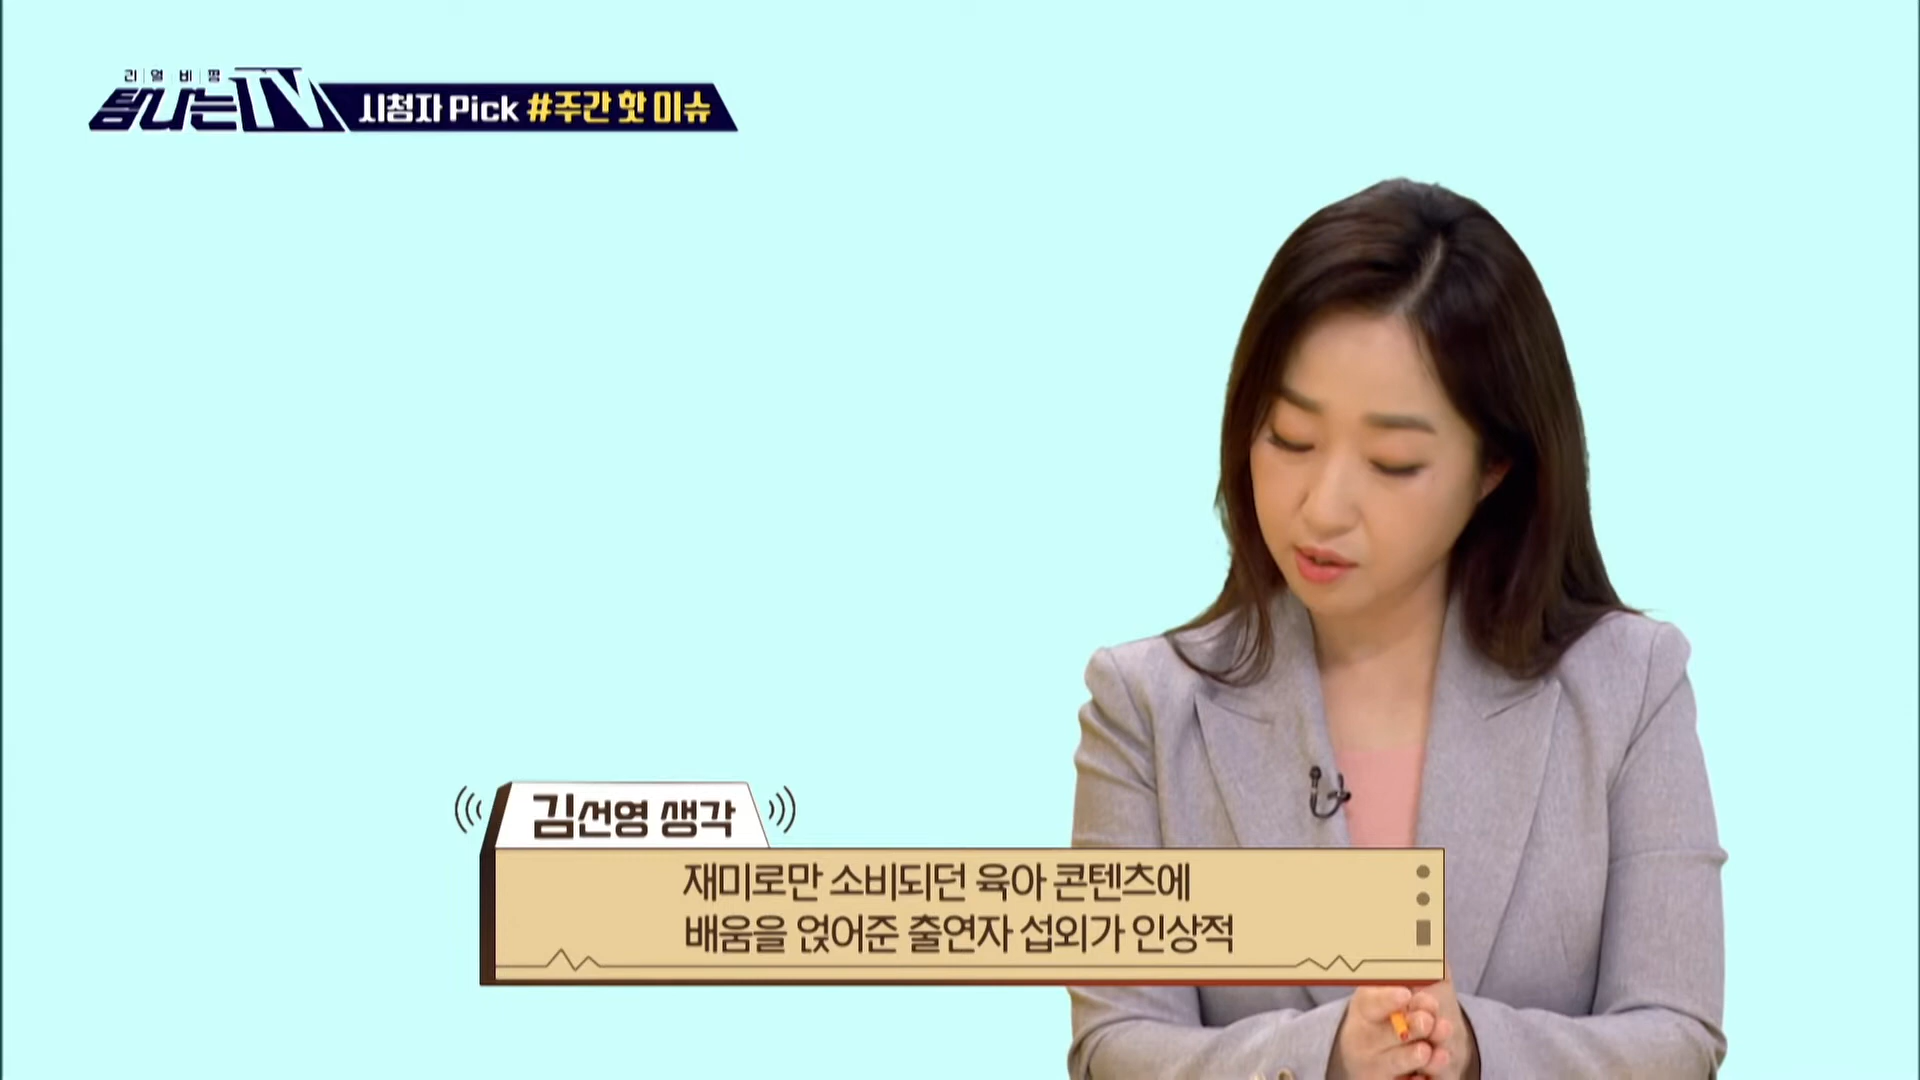 리얼비평
탐나는TV
시청자 Pick #주간 핫 이슈
김선영 생각
재미로만 소비되던 육아 콘텐츠에
배움을 얹어준 출연자 섭외가 인상적